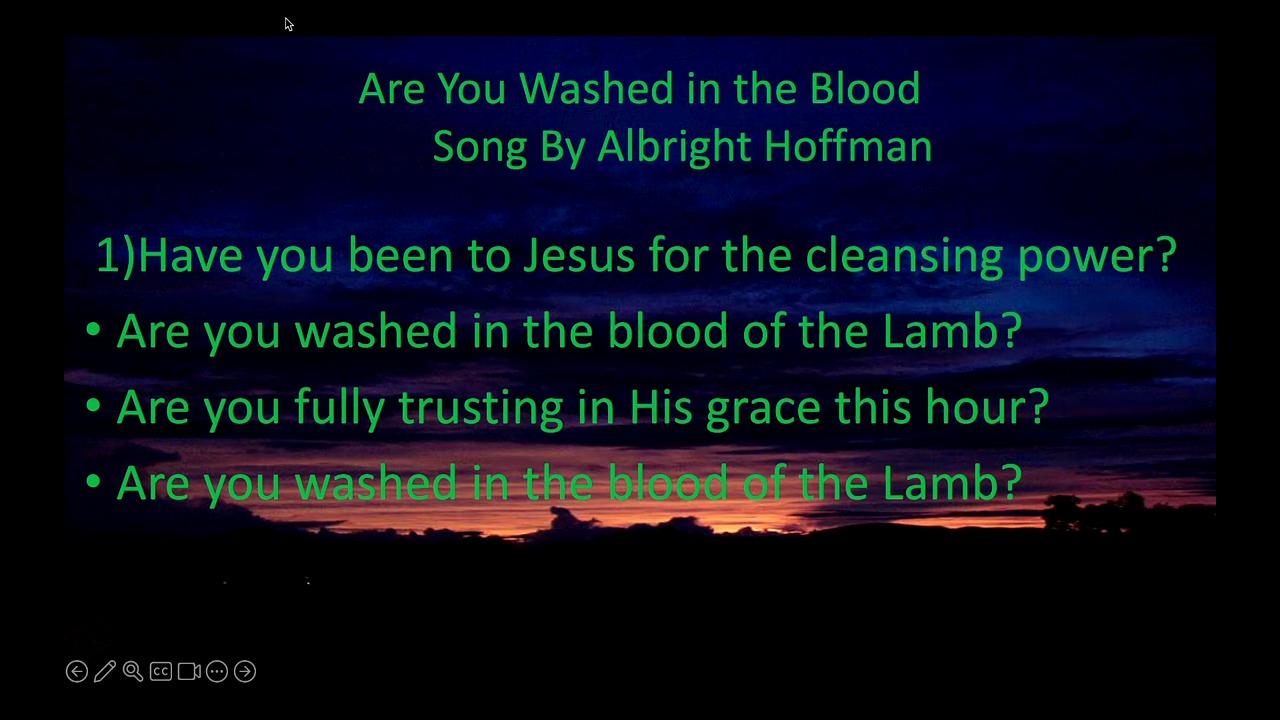 Are You Washed in the Blood
Song By Albright Hoffman
1)Have you been to Jesus for the cleansing power?
• Are you washed in the blood of the Lamb?
• Are you fully trusting in His grace this hour?
• Are you washed in the blood of the Lamb?
CC